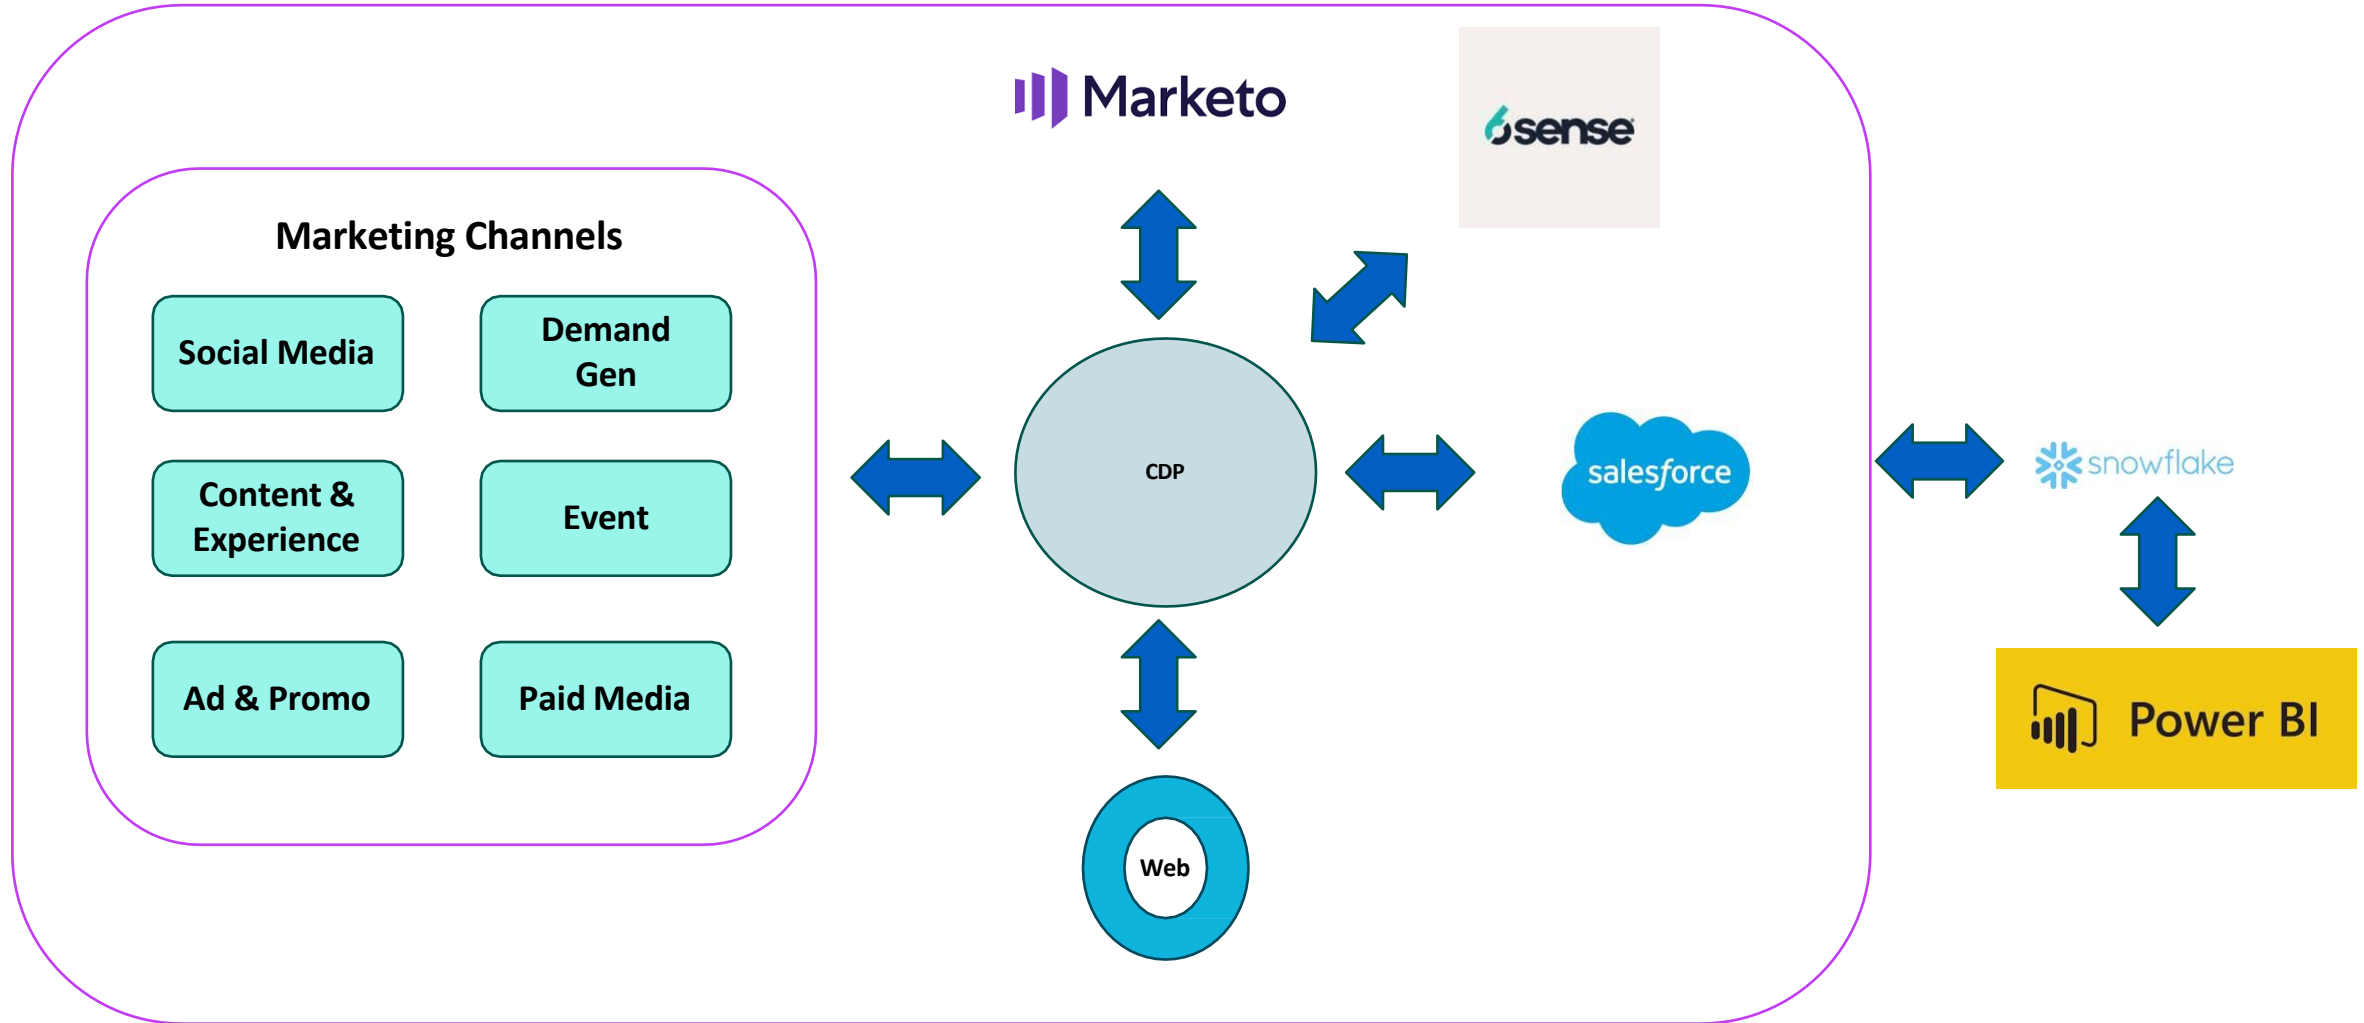 Marketo
6sense
Marketing Channels
Social Media
Demand
Gen
Content &
Experience
Event
Ad & Promo
Paid Media
CDP
salesforce
snowflake
Power BI
Web